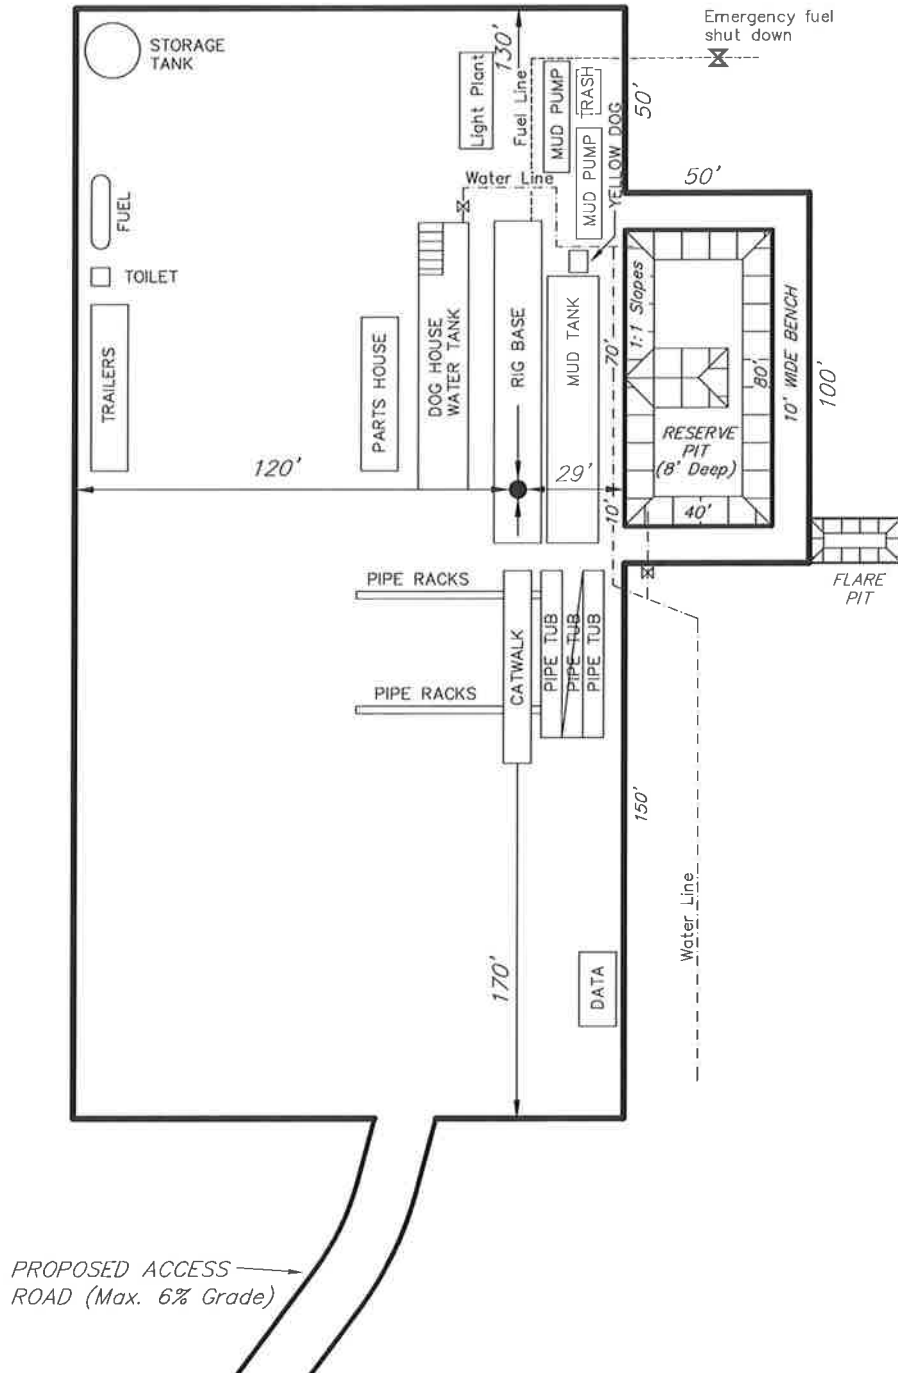 Emergency fuel
shut down
STORAGE
TANK
130'
Light Plant
Fuel Line
MUD PUMP
TRASH
MUD PUMP
YELLOW DOG
50'
50'
Water Line
FUEL
TOILET
TRAILERS
PARTS HOUSE
DOG HOUSE
WATER TANK
RIG BASE
MUD TANK
1:1 Slopes
70'
80'
10' WIDE BENCH
100'
RESERVE
PIT
(8' Deep)
120'
29'
10'
40'
FLARE
PIT
PIPE RACKS
PIPE RACKS
CATWALK
PIPE TUB
PIPE TUB
PIPE TUB
150'
Water Line
170'
DATA
PROPOSED ACCESS
ROAD (Max. 6% Grade)